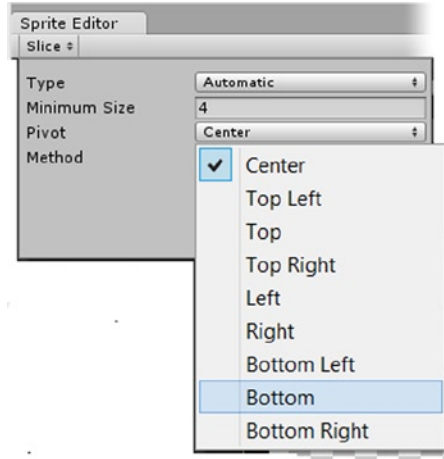 Sprite Editor
Slice
Type Automatic
Minimum Size 4
Pivot Center
Method
Center
Top Left
Top
Top Right
Left
Right
Bottom Left
Bottom
Bottom Right